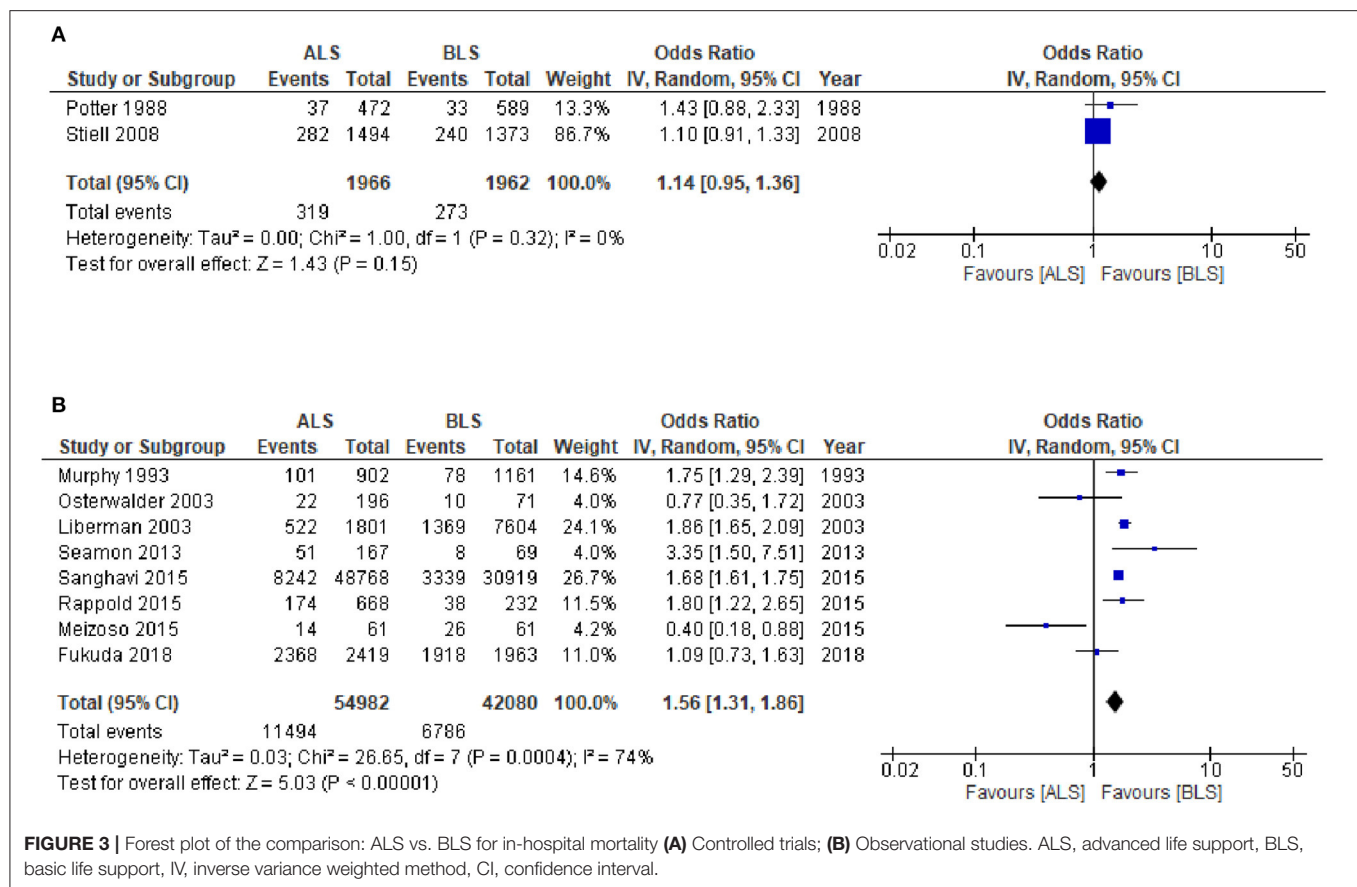 A
ALS BLS Odds Ratio Odds Ratio
Study or Subgroup Events Total Events Total Weight IV, Random, 95% CI Year IV, Random, 95% CI
Potter 1988 37 472 33 589 13.3% 1.43 [0.88, 2.33] 1988
Stiell 2008 282 1494 240 1373 86.7% 1.10 [0.91, 1.33] 2008
Total (95% CI) 1966 1962 100.0% 1.14 [0.95, 1.36]
Total events 319 273
Heterogeneity: Tau² = 0.00; Chi² = 1.00, df = 1 (P = 0.32); I² = 0%
Test for overall effect: Z = 1.43 (P = 0.15)
0.02 0.1 1 10 50
Favours [ALS] Favours [BLS]
B
ALS BLS Odds Ratio Odds Ratio
Study or Subgroup Events Total Events Total Weight IV, Random, 95% CI Year IV, Random, 95% CI
Murphy 1993 101 902 78 1161 14.6% 1.75 [1.29, 2.39] 1993
Osterwalder 2003 22 196 10 71 4.0% 0.77 [0.35, 1.72] 2003
Liberman 2003 522 1801 1369 7604 24.1% 1.86 [1.65, 2.09] 2003
Seamon 2013 51 167 8 69 4.0% 3.35 [1.50, 7.51] 2013
Sanghavi 2015 8242 48768 3339 30919 26.7% 1.68 [1.61, 1.75] 2015
Rappold 2015 174 668 38 232 11.5% 1.80 [1.22, 2.65] 2015
Meizoso 2015 14 61 26 61 4.2% 0.40 [0.18, 0.88] 2015
Fukuda 2018 2368 2419 1918 1963 11.0% 1.09 [0.73, 1.63] 2018
Total (95% CI) 54982 42080 100.0% 1.56 [1.31, 1.86]
Total events 11494 6786
Heterogeneity: Tau² = 0.03; Chi² = 26.65, df = 7 (P = 0.0004); I² = 74%
Test for overall effect: Z = 5.03 (P < 0.00001)
0.02 0.1 1 10 50
Favours [ALS] Favours [BLS]
FIGURE 3 | Forest plot of the comparison: ALS vs. BLS for in-hospital mortality (A) Controlled trials; (B) Observational studies. ALS, advanced life support, BLS,
basic life support, IV, inverse variance weighted method, CI, confidence interval.